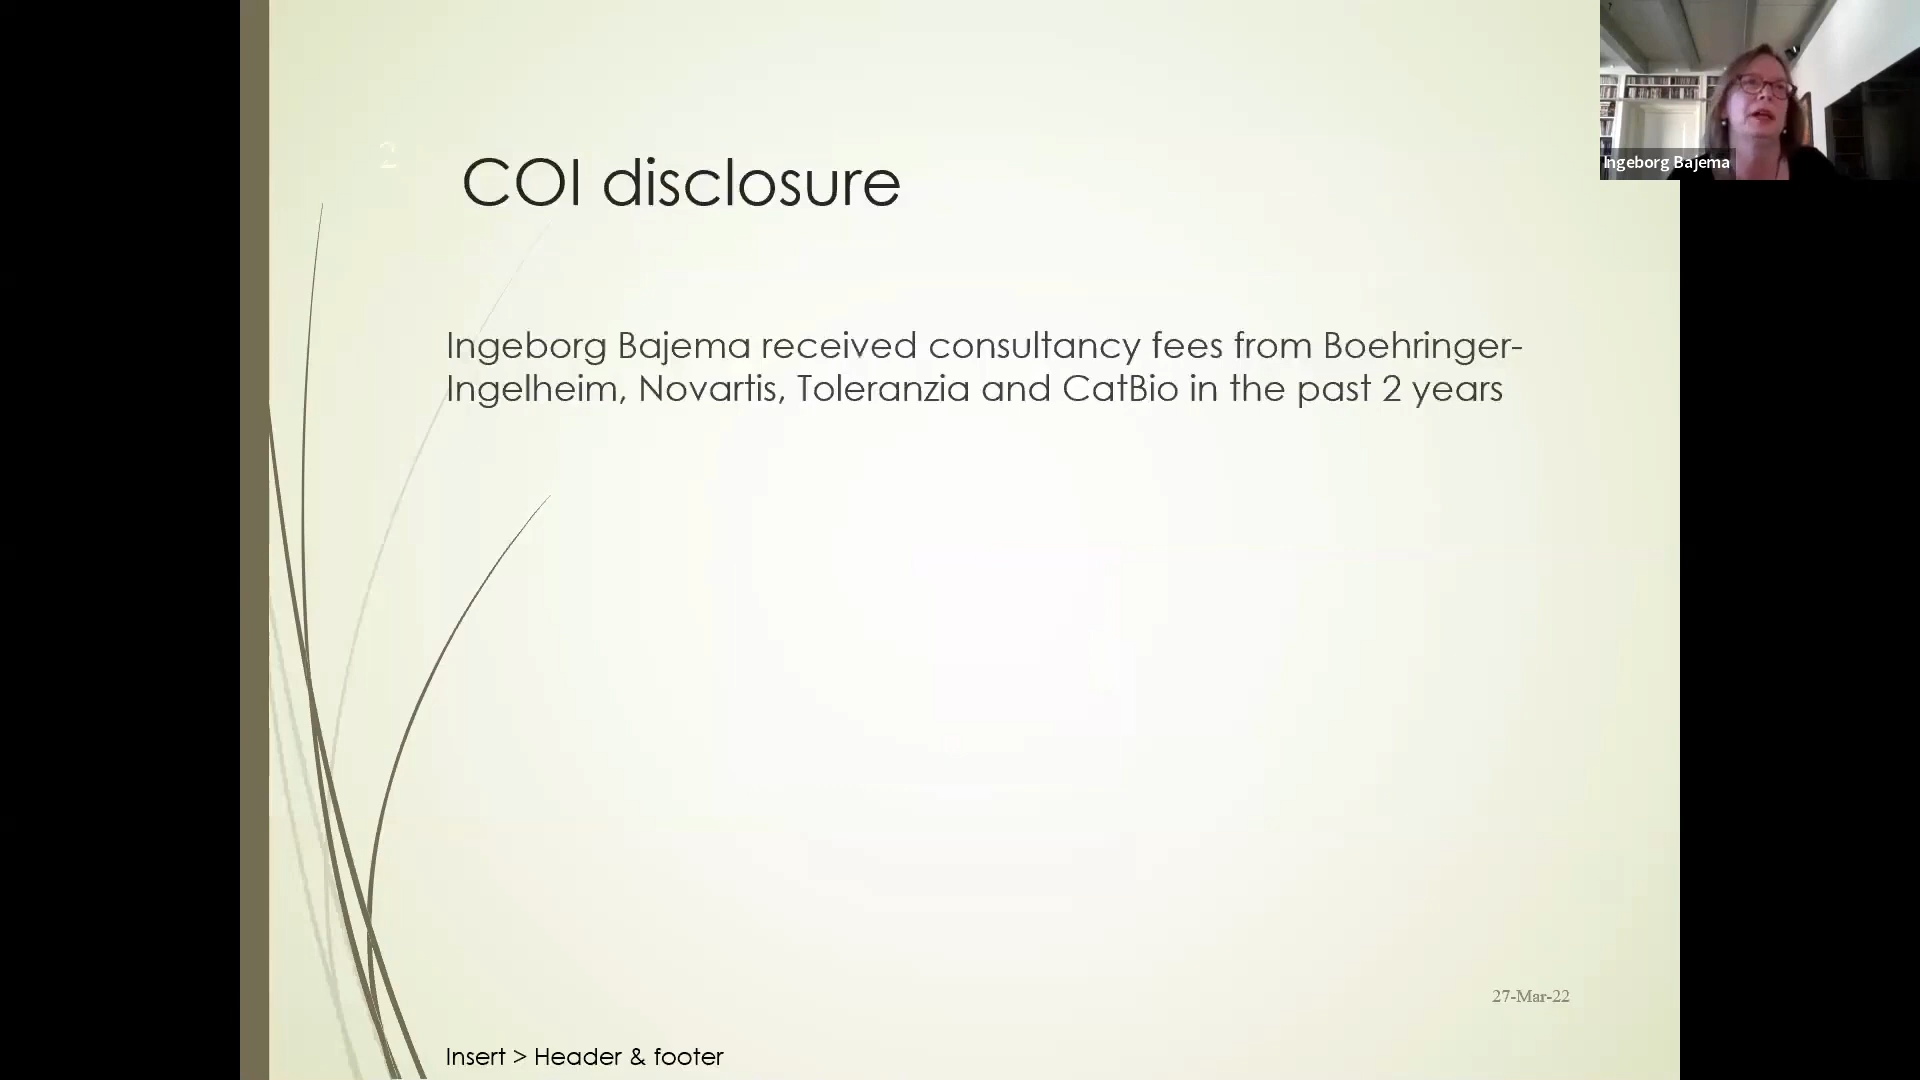 2
COI disclosure
Ingeborg Bajema received consultancy fees from Boehringer-
Ingelheim, Novartis, Toleranzia and CatBio in the past 2 years
Ingeborg Bajema
27-Mar-22
Insert > Header & footer